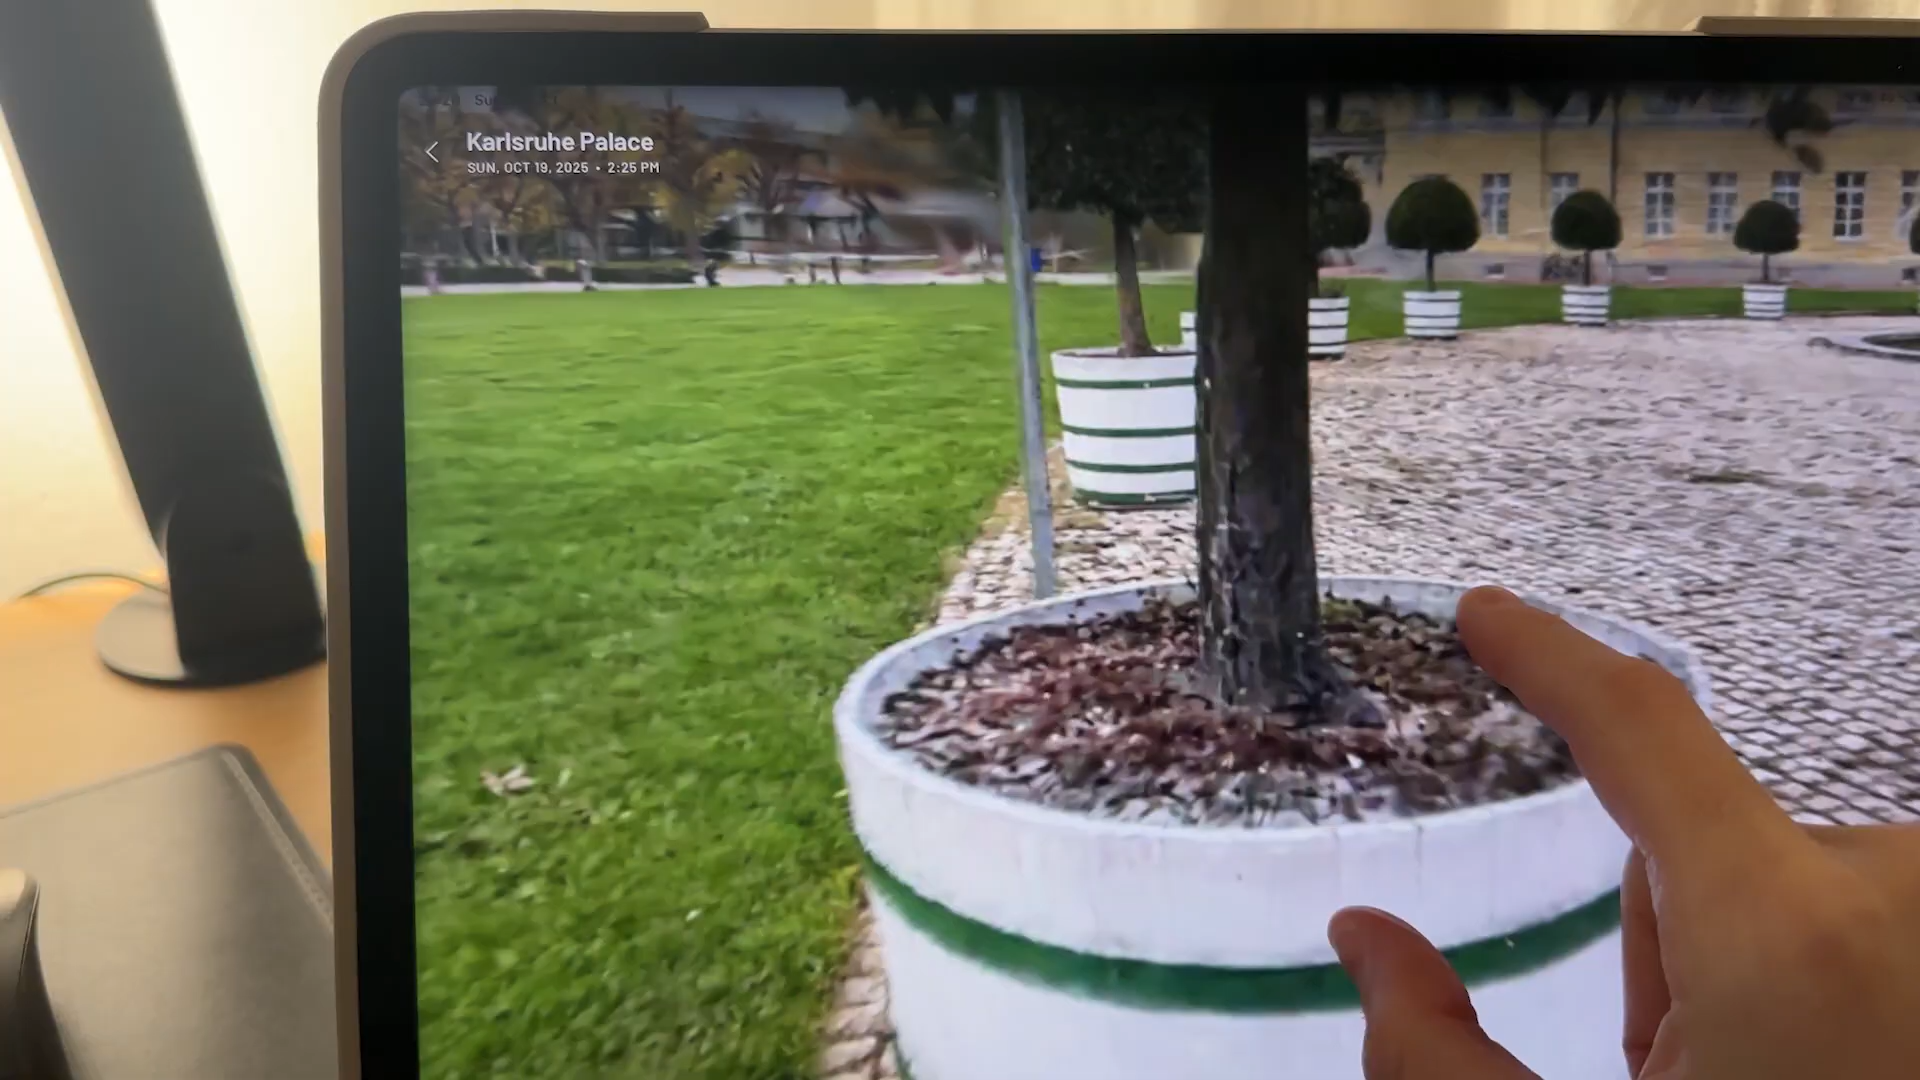 Karlsruhe Palace
SUN, OCT 19, 2025 • 2:25 PM